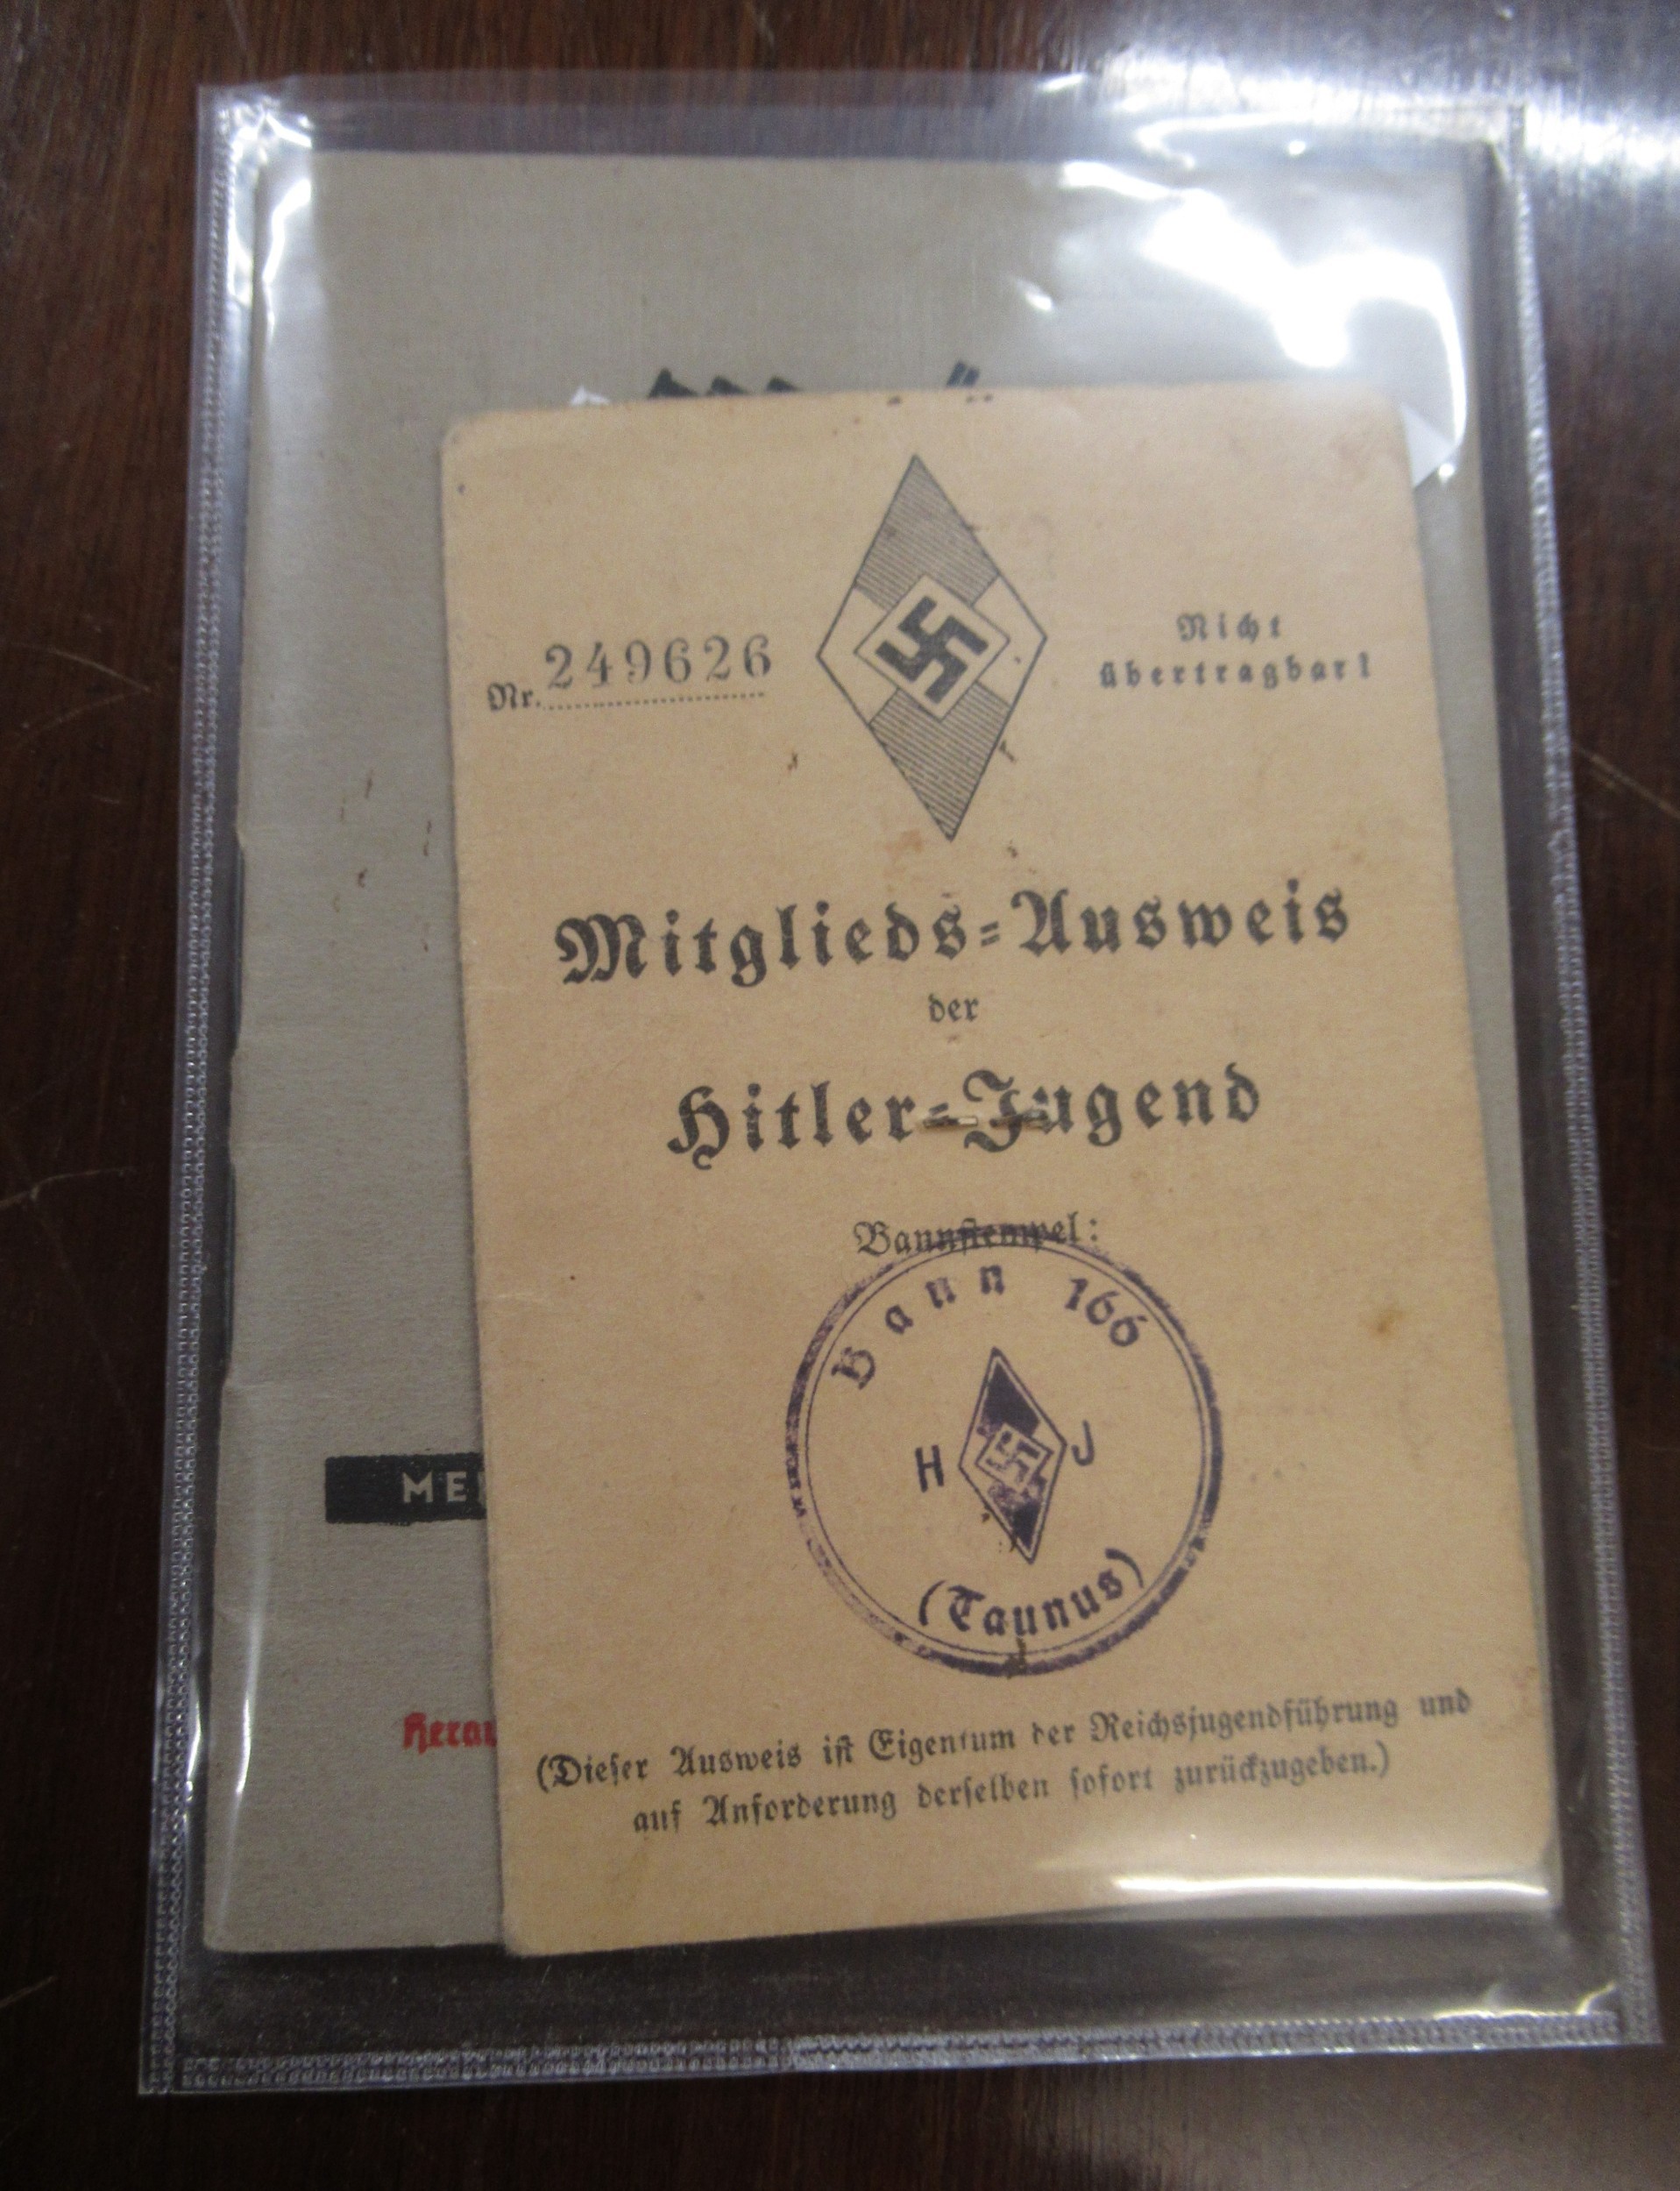 Nr. 249626
Nicht
übertragbar!
Mitglieds=Ausweis
der
Hitler=Jugend
Bannstempel:
Bann 166
H J
(Taunus)
(Dieser Ausweis ist Eigentum der Reichsjugendführung und
auf Anforderung derselben sofort zurückzugeben.)